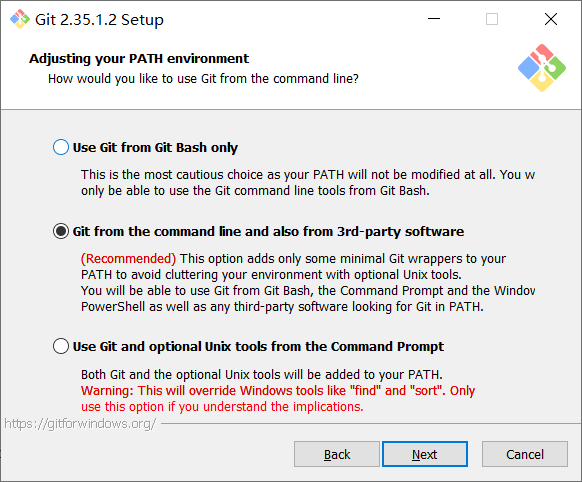 Git 2.35.1.2 Setup
Adjusting your PATH environment
How would you like to use Git from the command line?
Use Git from Git Bash only
This is the most cautious choice as your PATH will not be modified at all. You w
only be able to use the Git command line tools from Git Bash.
Git from the command line and also from 3rd-party software
(Recommended) This option adds only some minimal Git wrappers to your
PATH to avoid cluttering your environment with optional Unix tools.
You will be able to use Git from Git Bash, the Command Prompt and the Window
PowerShell as well as any third-party software looking for Git in PATH.
Use Git and optional Unix tools from the Command Prompt
Both Git and the optional Unix tools will be added to your PATH.
Warning: This will override Windows tools like "find" and "sort". Only
use this option if you understand the implications.
https://gitforwindows.org/
Back
Next
Cancel